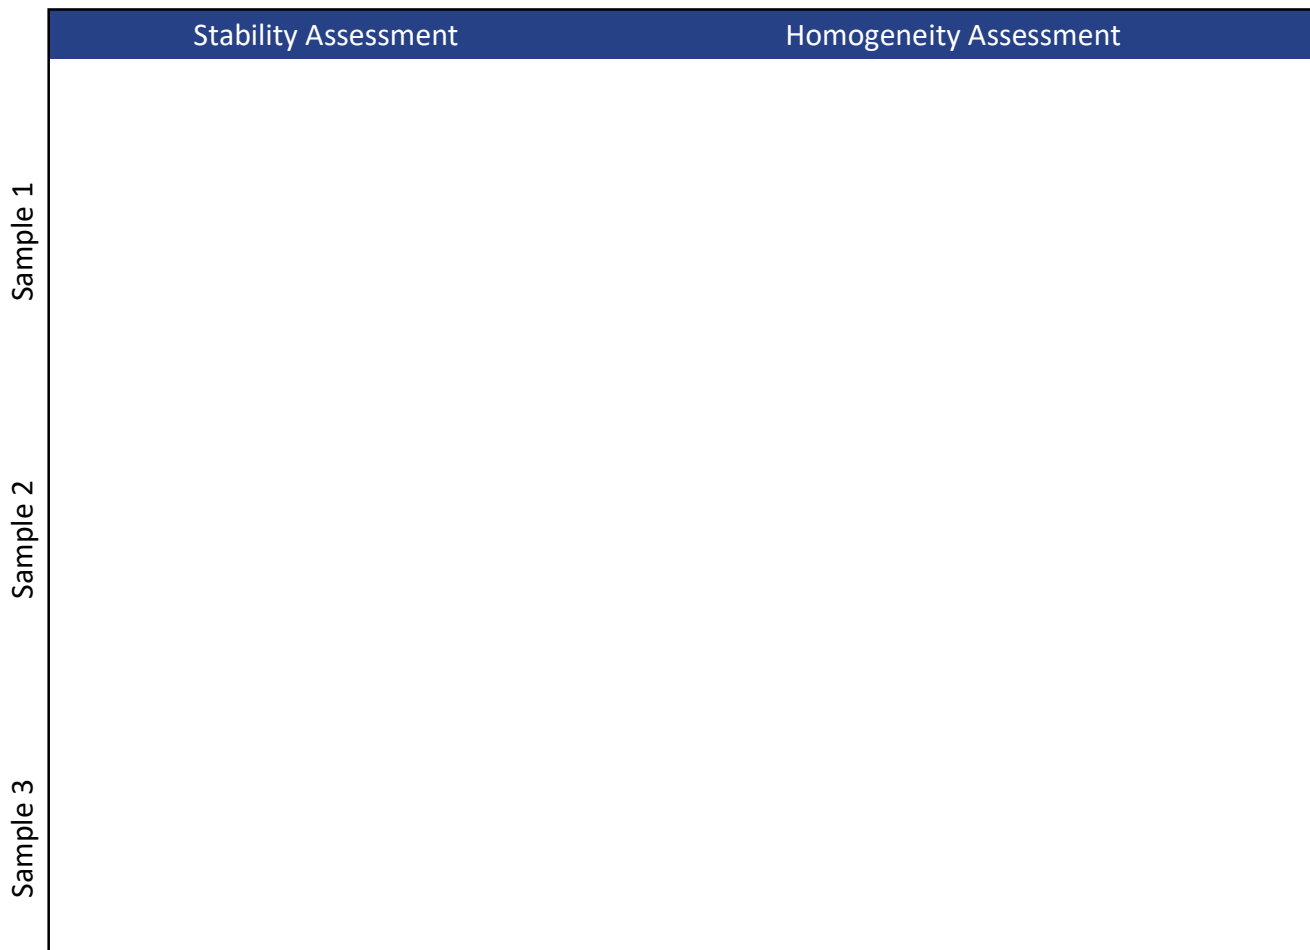 Stability Assessment
Homogeneity Assessment
Sample 1
Sample 2
Sample 3